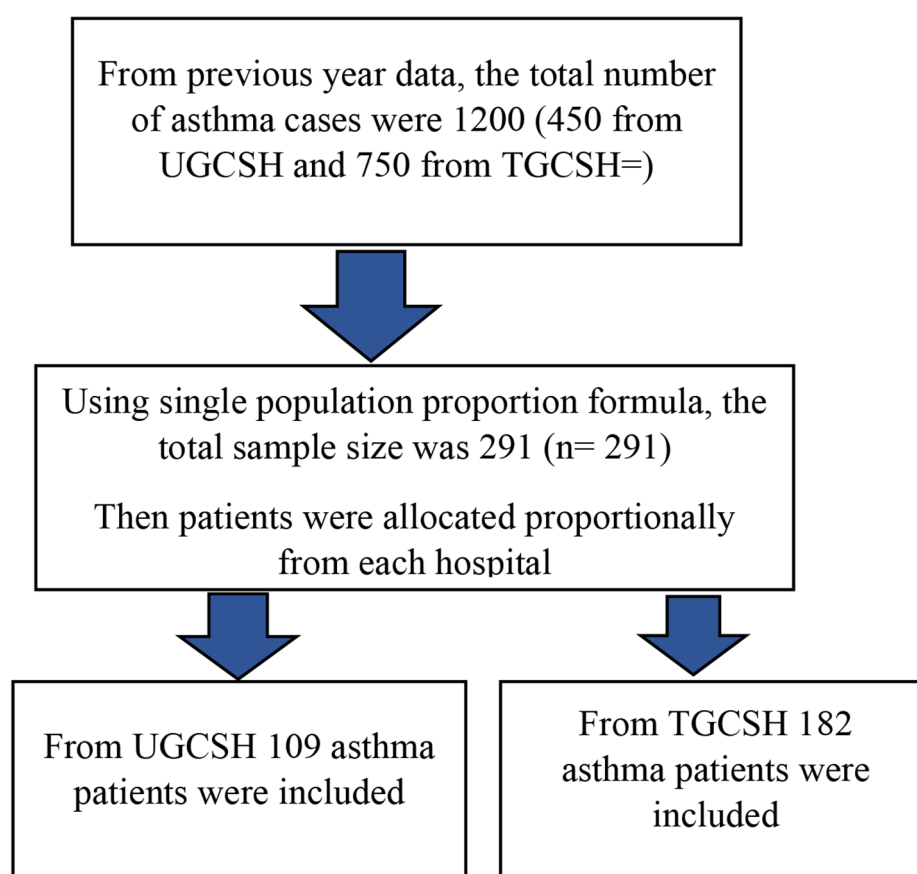 From previous year data, the total number
of asthma cases were 1200 (450 from
UGCSH and 750 from TGCSH=)
Using single population proportion formula, the
total sample size was 291 (n= 291)
Then patients were allocated proportionally
from each hospital
From UGCSH 109 asthma
patients were included
From TGCSH 182
asthma patients were
included